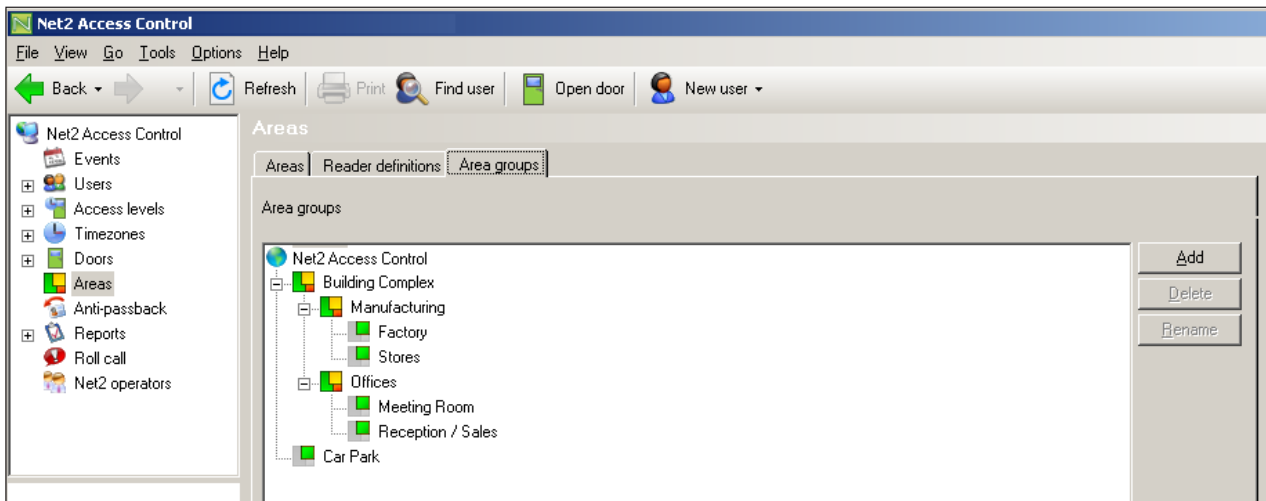 Net2 Access Control
File View Go Tools Options Help
Back Refresh Print Find user Open door New user
Net2 Access Control
Events
Users
Access levels
Timezones
Doors
Areas
Anti-passback
Reports
Roll call
Net2 operators
Areas
Areas Reader definitions Area groups
Area groups
Net2 Access Control
Building Complex
Manufacturing
Factory
Stores
Offices
Meeting Room
Reception / Sales
Car Park
Add
Delete
Rename